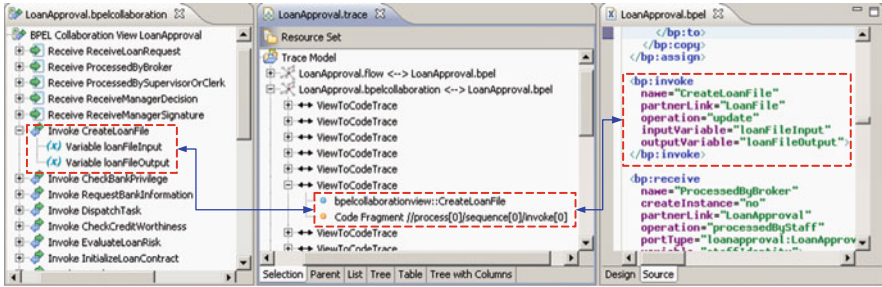 LoanApproval.bpelcollaboration
BPEL Collaboration View LoanApproval
Receive ReceiveLoanRequest
Receive ProcessedByBroker
Receive ProcessedBySupervisorOrClerk
Receive ReceiveManagerDecision
Receive ReceiveManagerSignature
Invoke CreateLoanFile
(x) Variable loanFileInput
(x) Variable loanFileOutput
Invoke CheckBankPrivilege
Invoke RequestBankInformation
Invoke DispatchTask
Invoke CheckCreditWorthiness
Invoke EvaluateLoanRisk
Invoke InitializeLoanContract
LoanApproval.trace
Resource Set
Trace Model
LoanApproval.flow <--> LoanApproval.bpel
LoanApproval.bpelcollaboration <--> LoanApproval.bpel
ViewToCodeTrace
ViewToCodeTrace
ViewToCodeTrace
ViewToCodeTrace
ViewToCodeTrace
bpelcollaborationview::CreateLoanFile
Code Fragment //process[0]/sequence[0]/invoke[0]
ViewToCodeTrace
Selection Parent List Tree Table Tree with Columns
LoanApproval.bpel
</bp:to>
</bp:copy>
</bp:assign>
<bp:invoke
name="CreateLoanFile"
partnerLink="LoanFile"
operation="update"
inputVariable="loanFileInput"
outputVariable="loanFileOutput">
</bp:invoke>
<bp:receive
name="ProcessedByBroker"
createInstance="no"
partnerLink="LoanApproval"
operation="processedByStaff"
portType="loanapproval:LoanApprov
Design Source